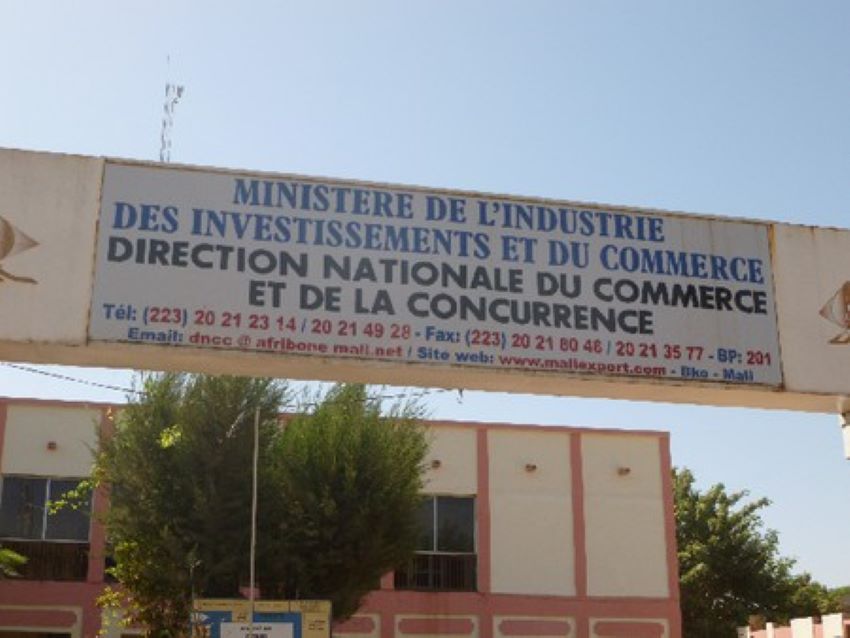 MINISTERE DE L'INDUSTRIE
DES INVESTISSEMENTS ET DU COMMERCE
DIRECTION NATIONALE DU COMMERCE
ET DE LA CONCURRENCE
Tél: (223) 20 21 23 14 / 20 21 49 28 - Fax: (223) 20 21 80 46 / 20 21 35 77 - BP: 201
Email: dncc @ afribone mali.net / Site web: www.maliexport.com - Bko - Mali